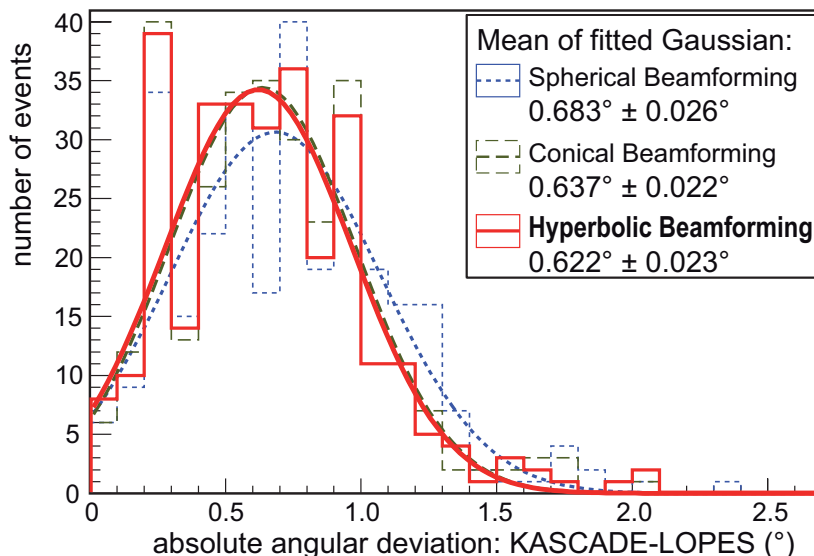 40
35
30
25
20
15
10
5
0
number of events
Mean of fitted Gaussian:
Spherical Beamforming
0.683° ± 0.026°
Conical Beamforming
0.637° ± 0.022°
Hyperbolic Beamforming
0.622° ± 0.023°
0 0.5 1.0 1.5 2.0 2.5
absolute angular deviation: KASCADE-LOPES (°)